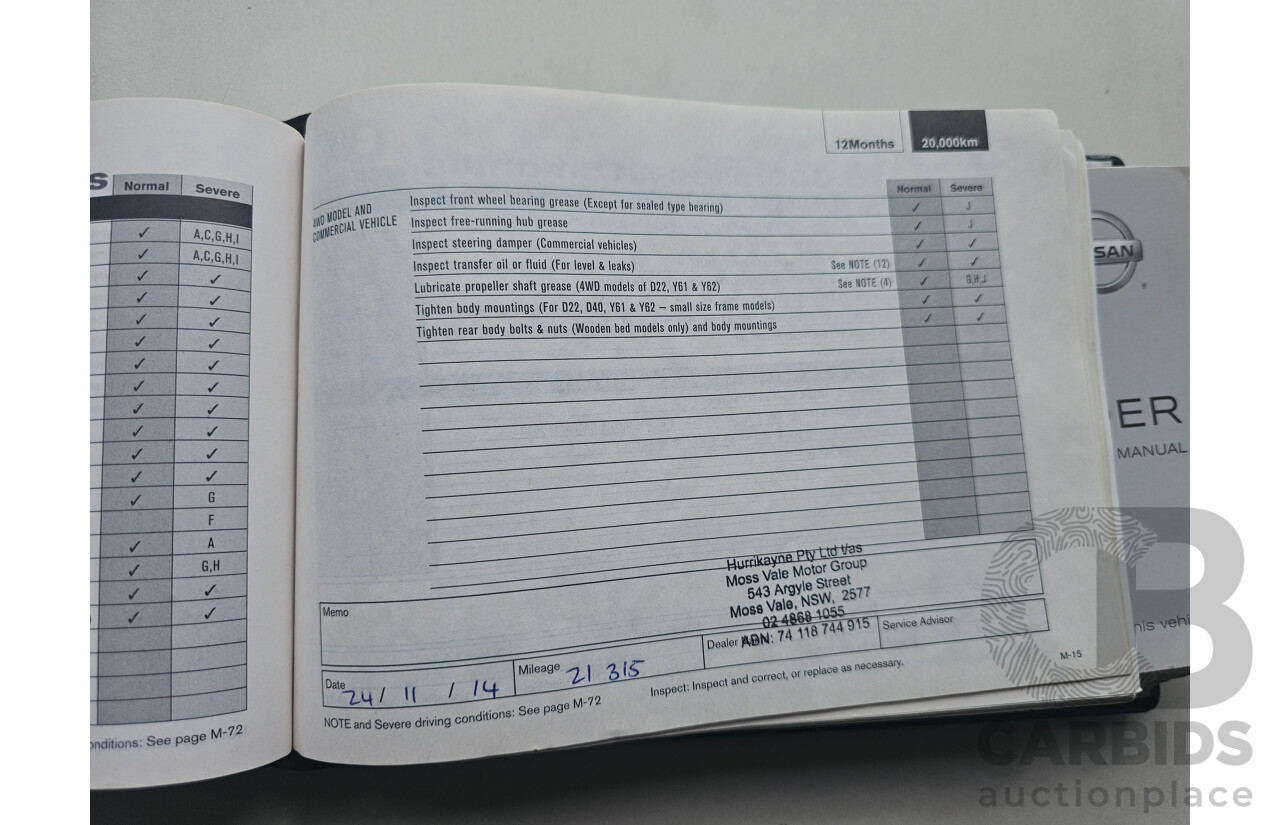 S Normal Severe
✓ A,C,G,H,I
✓ A,C,G,H,I
✓ ✓
✓ ✓
✓ ✓
✓ ✓
✓ ✓
✓ ✓
✓ ✓
✓ ✓
✓ ✓
✓ ✓
✓ G
F
✓ A
✓ G,H
✓ ✓
✓ ✓
onditions: See page M-72
12Months 20,000km
Normal Severe
4WD MODEL AND
COMMERCIAL VEHICLE
Inspect front wheel bearing grease (Except for sealed type bearing) ✓ J
Inspect free-running hub grease ✓ J
Inspect steering damper (Commercial vehicles) ✓ ✓
Inspect transfer oil or fluid (For level & leaks) See NOTE (12) ✓ ✓
Lubricate propeller shaft grease (4WD models of D22, Y61 & Y62) See NOTE (4) ✓ G,H,J
Tighten body mountings (For D22, D40, Y61 & Y62 – small size frame models) ✓ ✓
Tighten rear body bolts & nuts (Wooden bed models only) and body mountings ✓ ✓
Memo
Hurrikayne Pty Ltd t/as
Moss Vale Motor Group
543 Argyle Street
Moss Vale, NSW, 2577
02 4868 1055
ABN: 74 118 744 915
Date 24/ 11 / 14
Mileage 21 315
Dealer
Service Advisor
NOTE and Severe driving conditions: See page M-72
Inspect: Inspect and correct, or replace as necessary.
M-15
SSAN
ER
MANUAL
his vehi
CB
CARBIDS
auctionplace